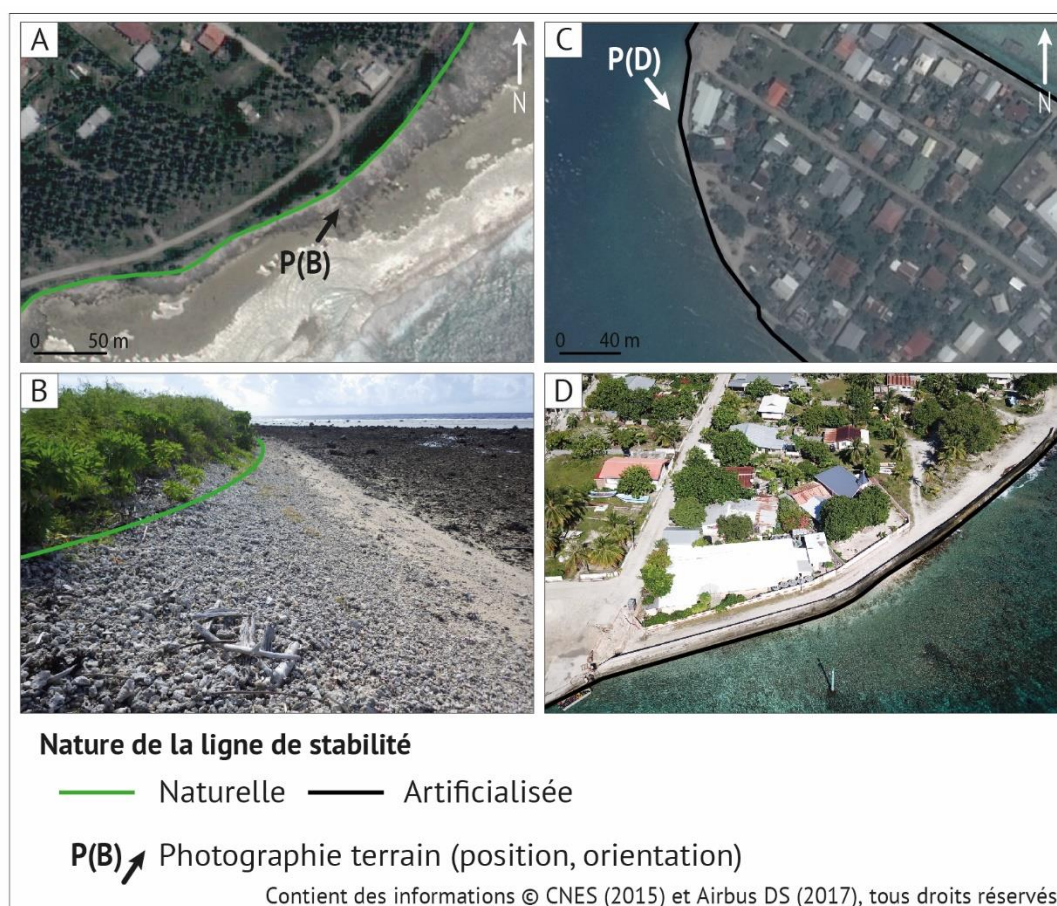 A
N
P(B)
0 50 m
C
P(D)
N
0 40 m
B
D
Nature de la ligne de stabilité
Naturelle
Artificialisée
P(B) Photographie terrain (position, orientation)
Contient des informations © CNES (2015) et Airbus DS (2017), tous droits réservés